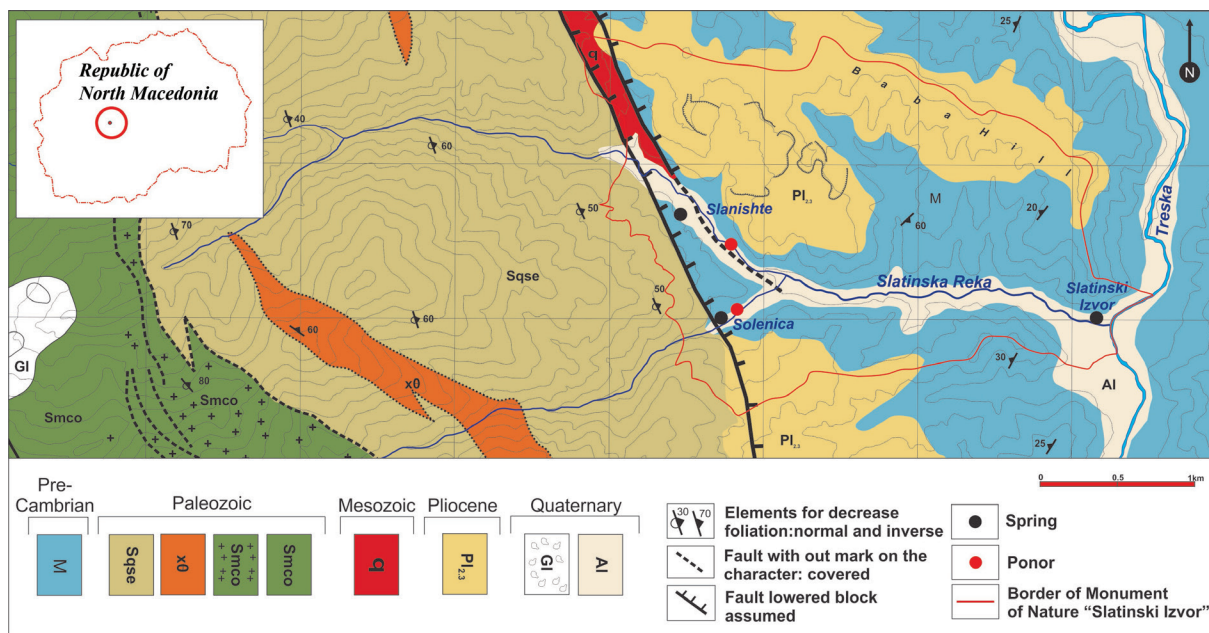 Republic of
North Macedonia
25
N
q
Baba Hill
40
60
Pl2.3
M
Treska
Slanishte
50
20
60
70
Sqse
Slatinska Reka
Slatinski
Izvor
50
60
60
Solenica
Gl
30
80
Smco
x0
Al
Smco
Pl2.3
25
0
0.5
1km
Pre-
Cambrian
Paleozoic
Mesozoic
Pliocene
Quaternary
M
Sqse
x0
Smco
Smco
q
Pl2.3
Gl
Al
30
70
Elements for decrease
foliation:normal and inverse
Fault with out mark on the
character: covered
Fault lowered block
assumed
Spring
Ponor
Border of Monument
of Nature “Slatinski Izvor”